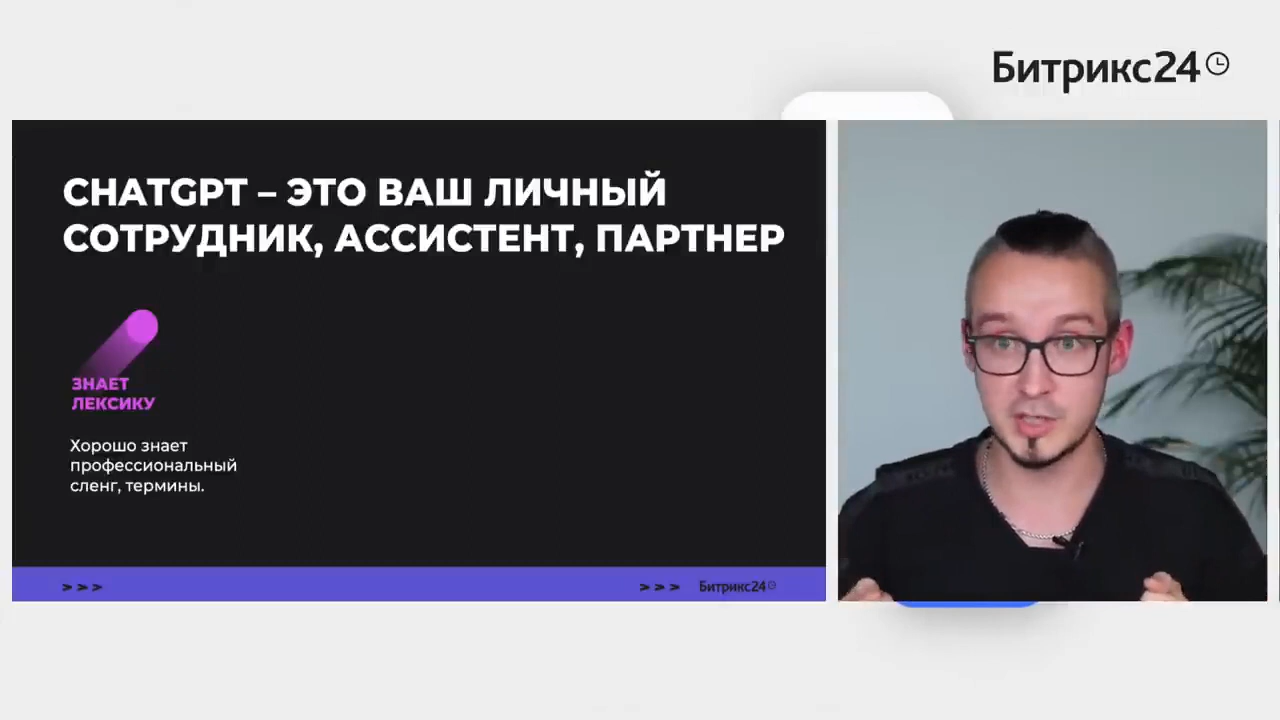 Битрикс24
CHATGPT – ЭТО ВАШ ЛИЧНЫЙ
СОТРУДНИК, АССИСТЕНТ, ПАРТНЕР
ЗНАЕТ
ЛЕКСИКУ
Хорошо знает
профессиональный
сленг, термины.
> > >
> > > Битрикс24